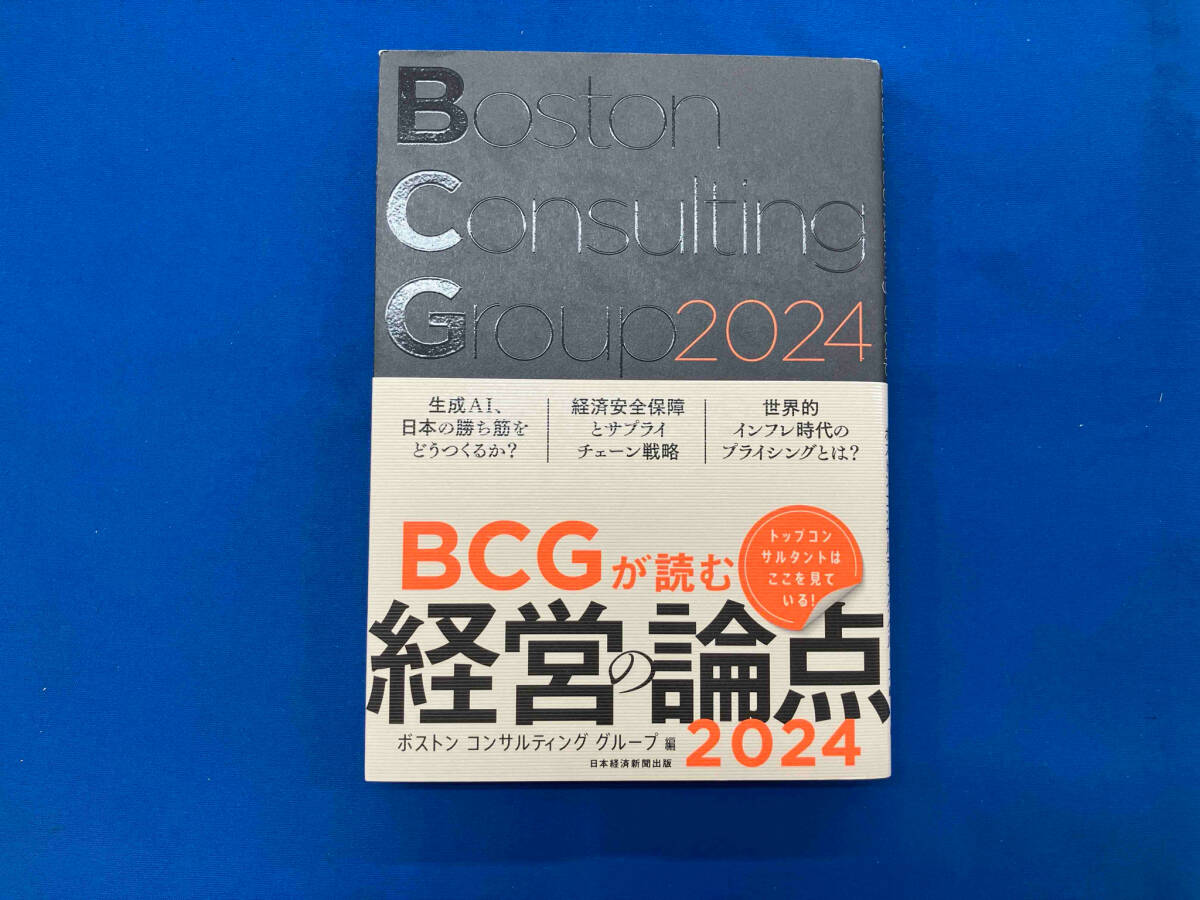 Boston
Consulting
Group2024
生成AI、
日本の勝ち筋を
どうつくるか?
経済安全保障
とサプライ
チェーン戦略
世界的
インフレ時代の
プライシングとは?
BCGが読む
トップコン
サルタントは
ここを見て
いる!
経営の論点
2024
ボストン コンサルティング グループ 編
日本経済新聞出版